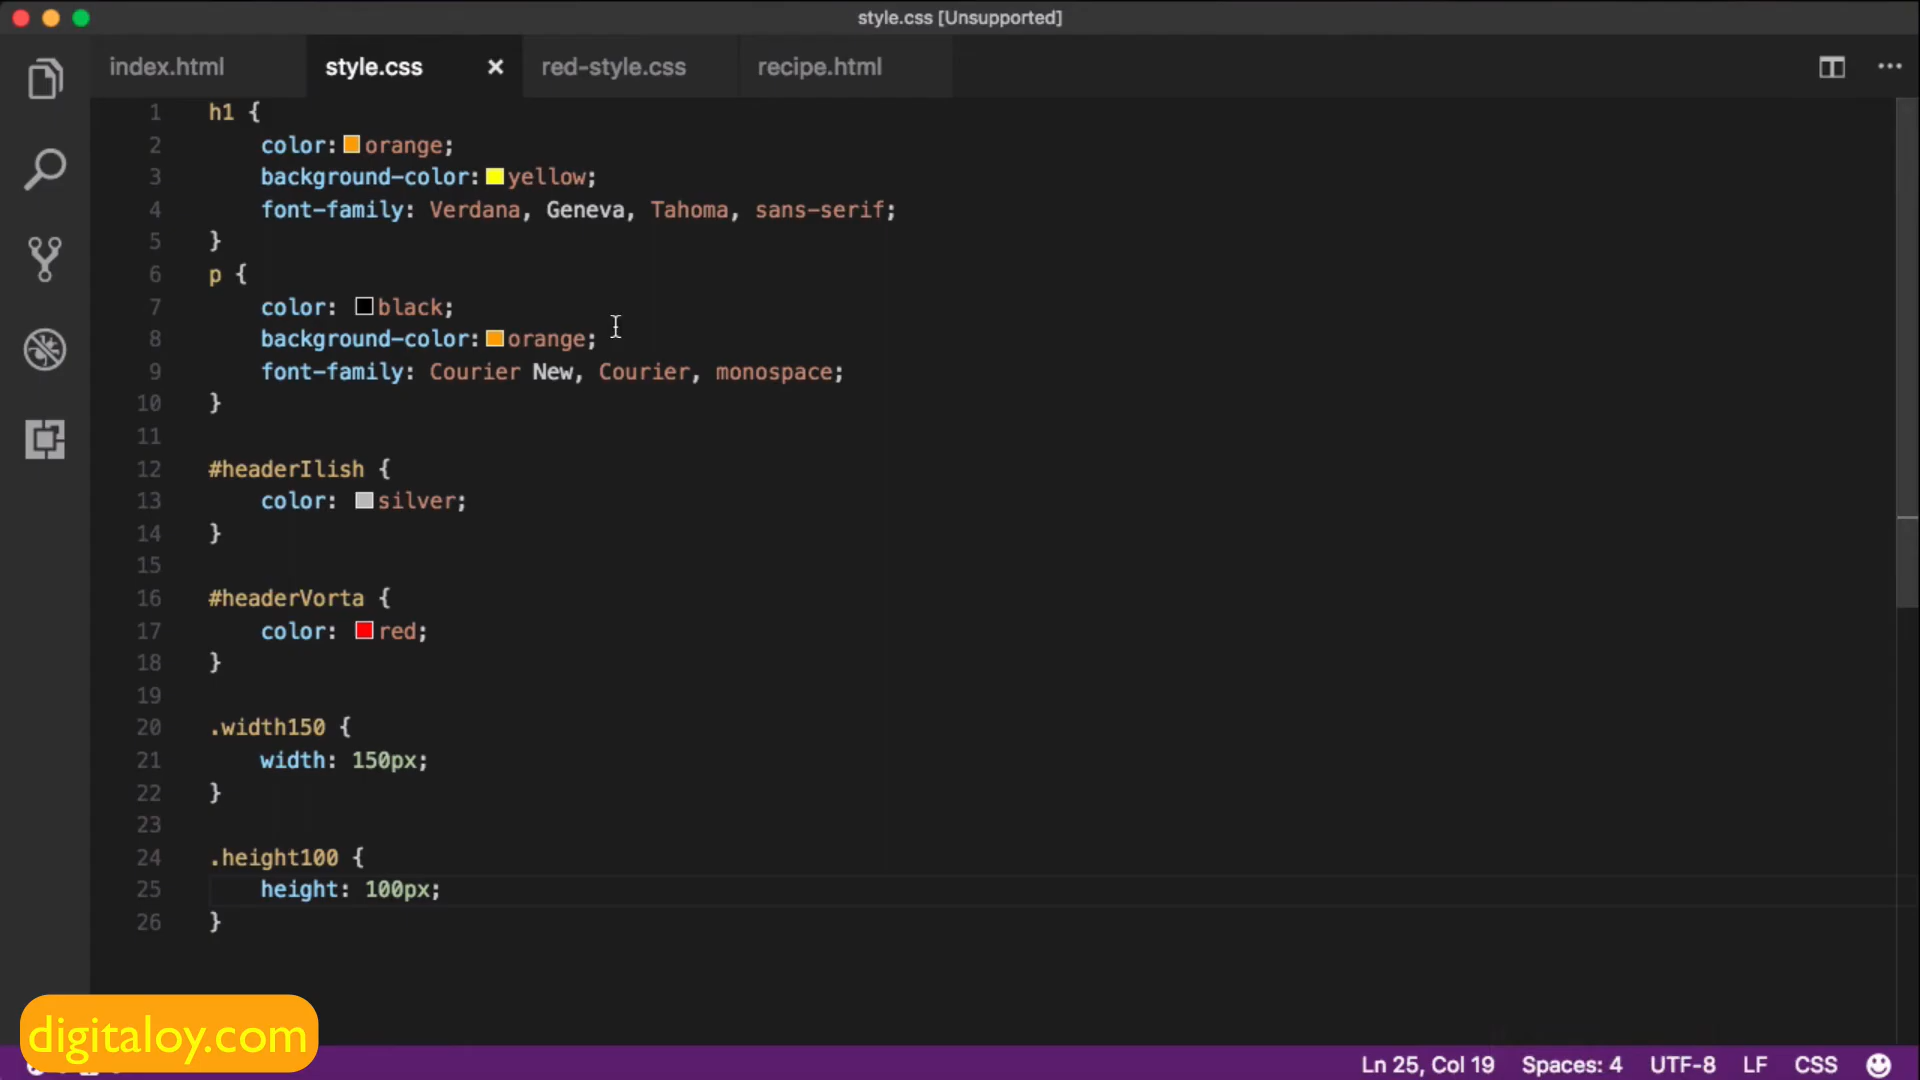 style.css [Unsupported]
index.html style.css × red-style.css recipe.html
1 h1 {
2 color: orange;
3 background-color: yellow;
4 font-family: Verdana, Geneva, Tahoma, sans-serif;
5 }
6 p {
7 color: black;
8 background-color: orange;
9 font-family: Courier New, Courier, monospace;
10 }
11
12 #headerIlish {
13 color: silver;
14 }
15
16 #headerVorta {
17 color: red;
18 }
19
20 .width150 {
21 width: 150px;
22 }
23
24 .height100 {
25 height: 100px;
26 }
digitaloy.com
Ln 25, Col 19 Spaces: 4 UTF-8 LF CSS